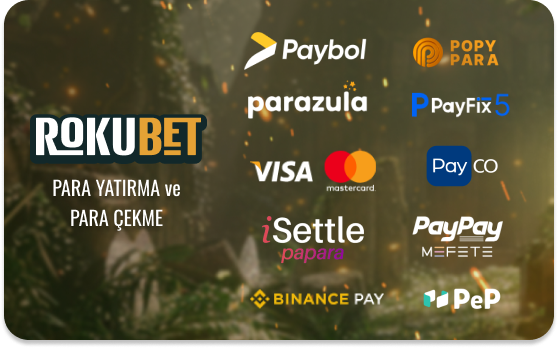 ROKUBET
PARA YATIRMA ve
PARA ÇEKME
Paybol
POPY
PARA
parazula
PayFix 5
VISA
mastercard.
Pay CO
iSettle
papara
PayPay
MEFETE
BINANCE PAY
PeP